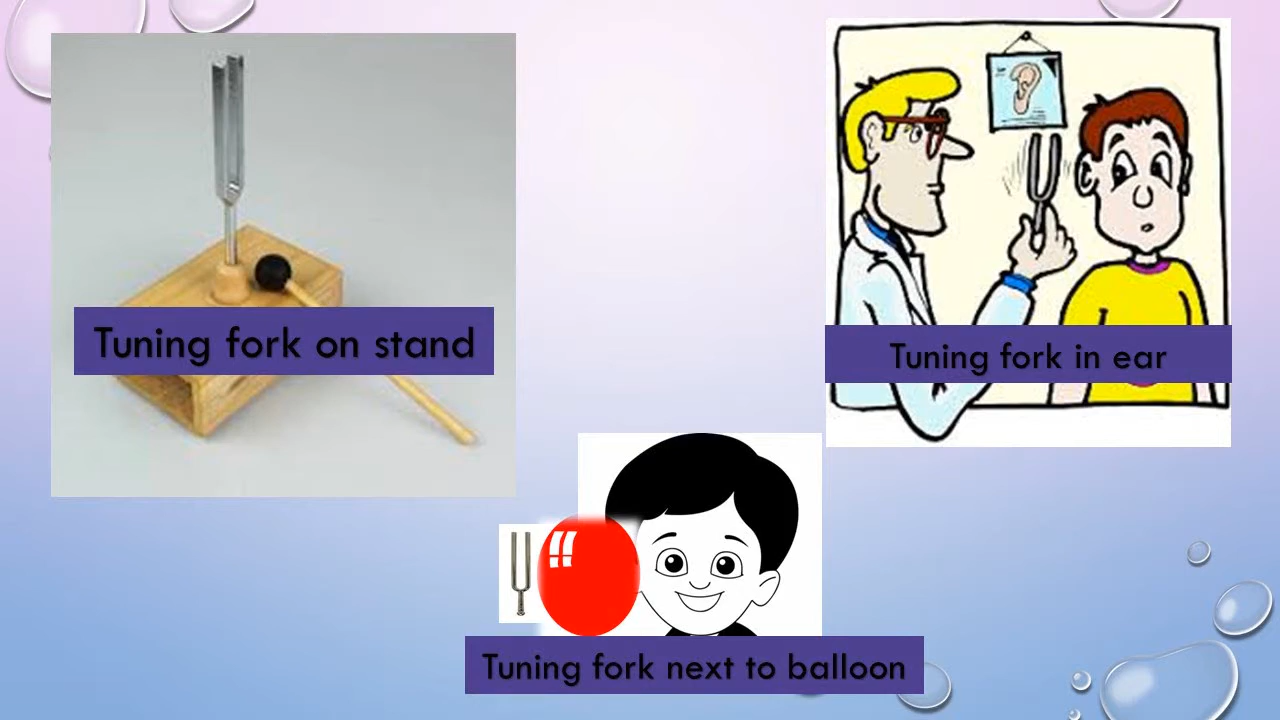 Tuning fork on stand
Tuning fork in ear
Tuning fork next to balloon